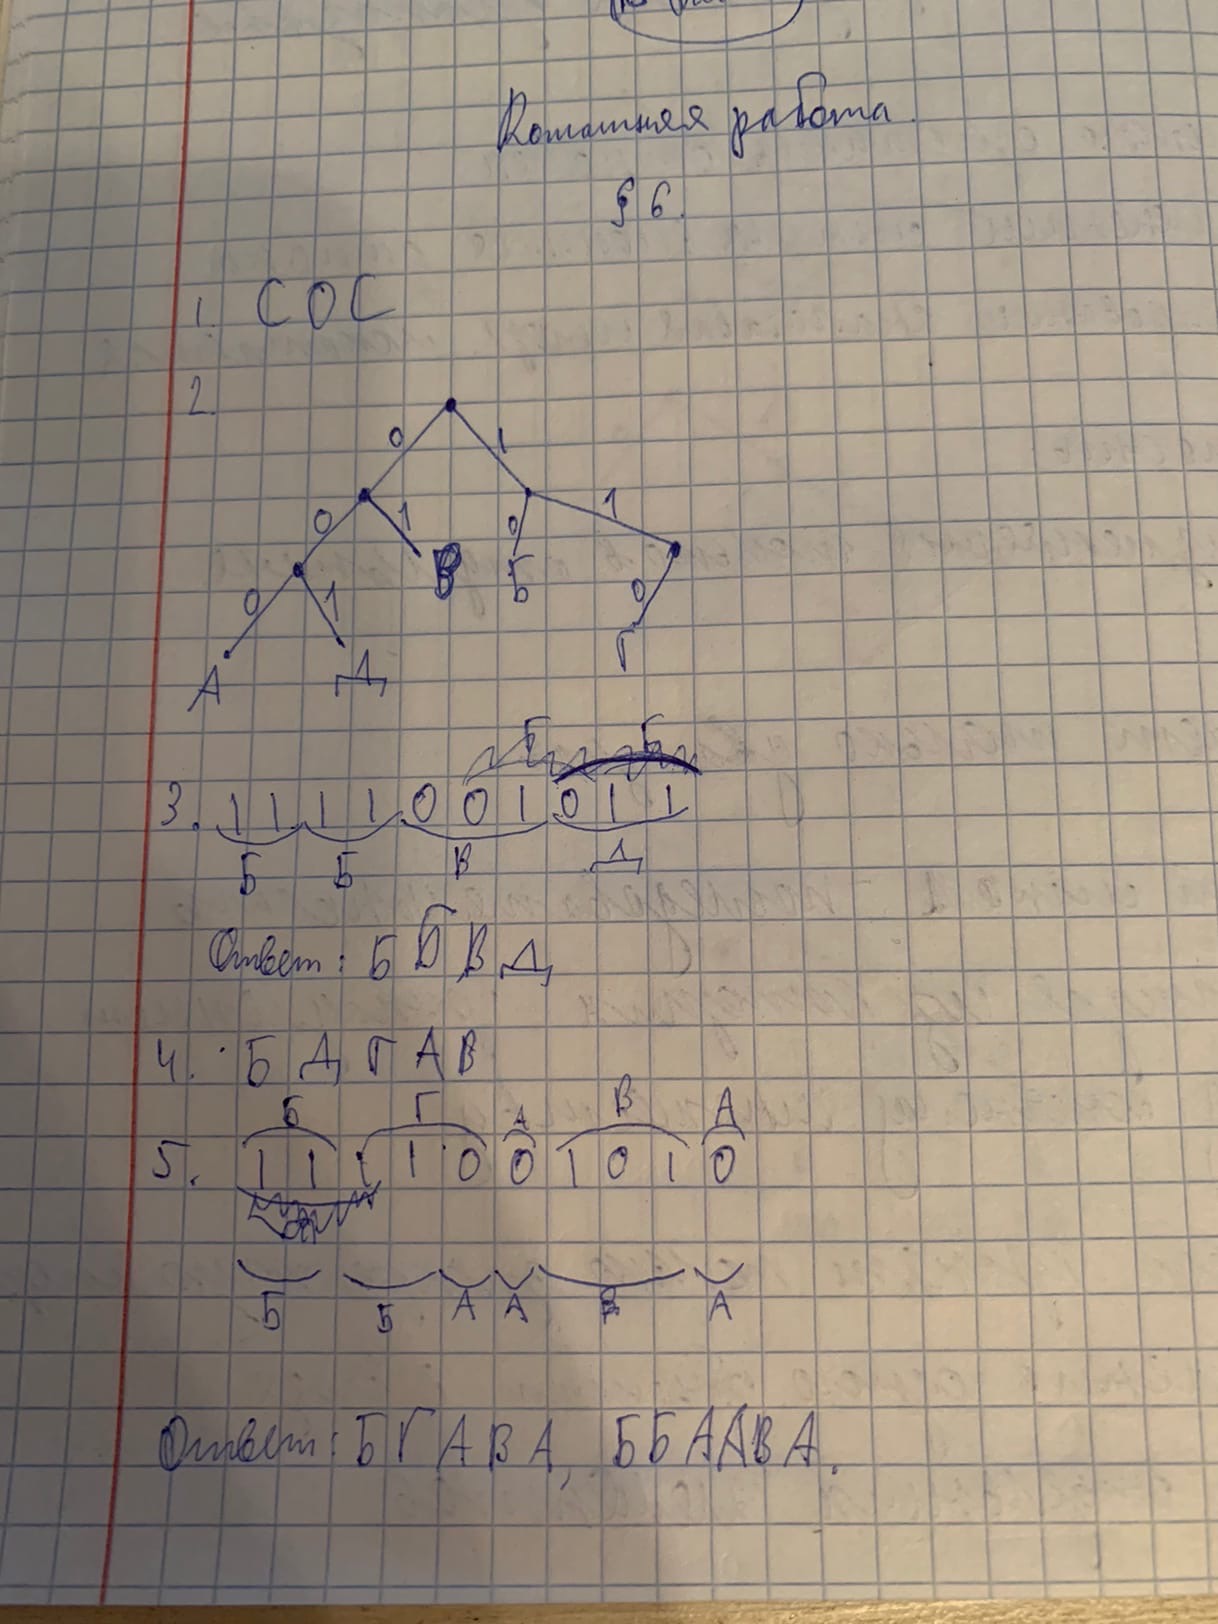 Домашняя работа.
§ 6.
1. СОС
2.
0 1
0 1 0 1
0 1 В Б 0
А Д Г
Б Б
3. 1 1 1 1 0 0 1 0 1 1
Б Б В Д
Ответ: Б Б В Д
4. Б Д Г А В
Б Г А В А
5. 1 1 1 1 0 0 1 0 1 0
Б Б А А В А
Ответ: Б Г А В А, Б Б А А В А.